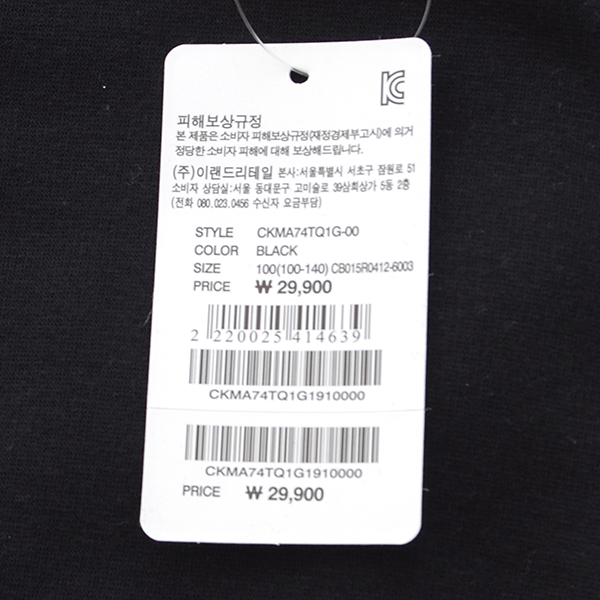 KC
피해보상규정
본 제품은 소비자 피해보상규정(재정경제부고시)에 의거
정당한 소비자 피해에 대해 보상해드립니다.
(주)이랜드리테일 본사:서울특별시 서초구 잠원로 51
소비자 상담실:서울 동대문구 고미술로 39삼희상가 5동 2층
(전화 080.023.0456 수신자 요금부담)
STYLE CKMA74TQ1G-00
COLOR BLACK
SIZE 100(100-140) CB015R0412-6003
PRICE ₩ 29,900
2 220025 414639
CKMA74TQ1G1910000
CKMA74TQ1G1910000
PRICE ₩ 29,900